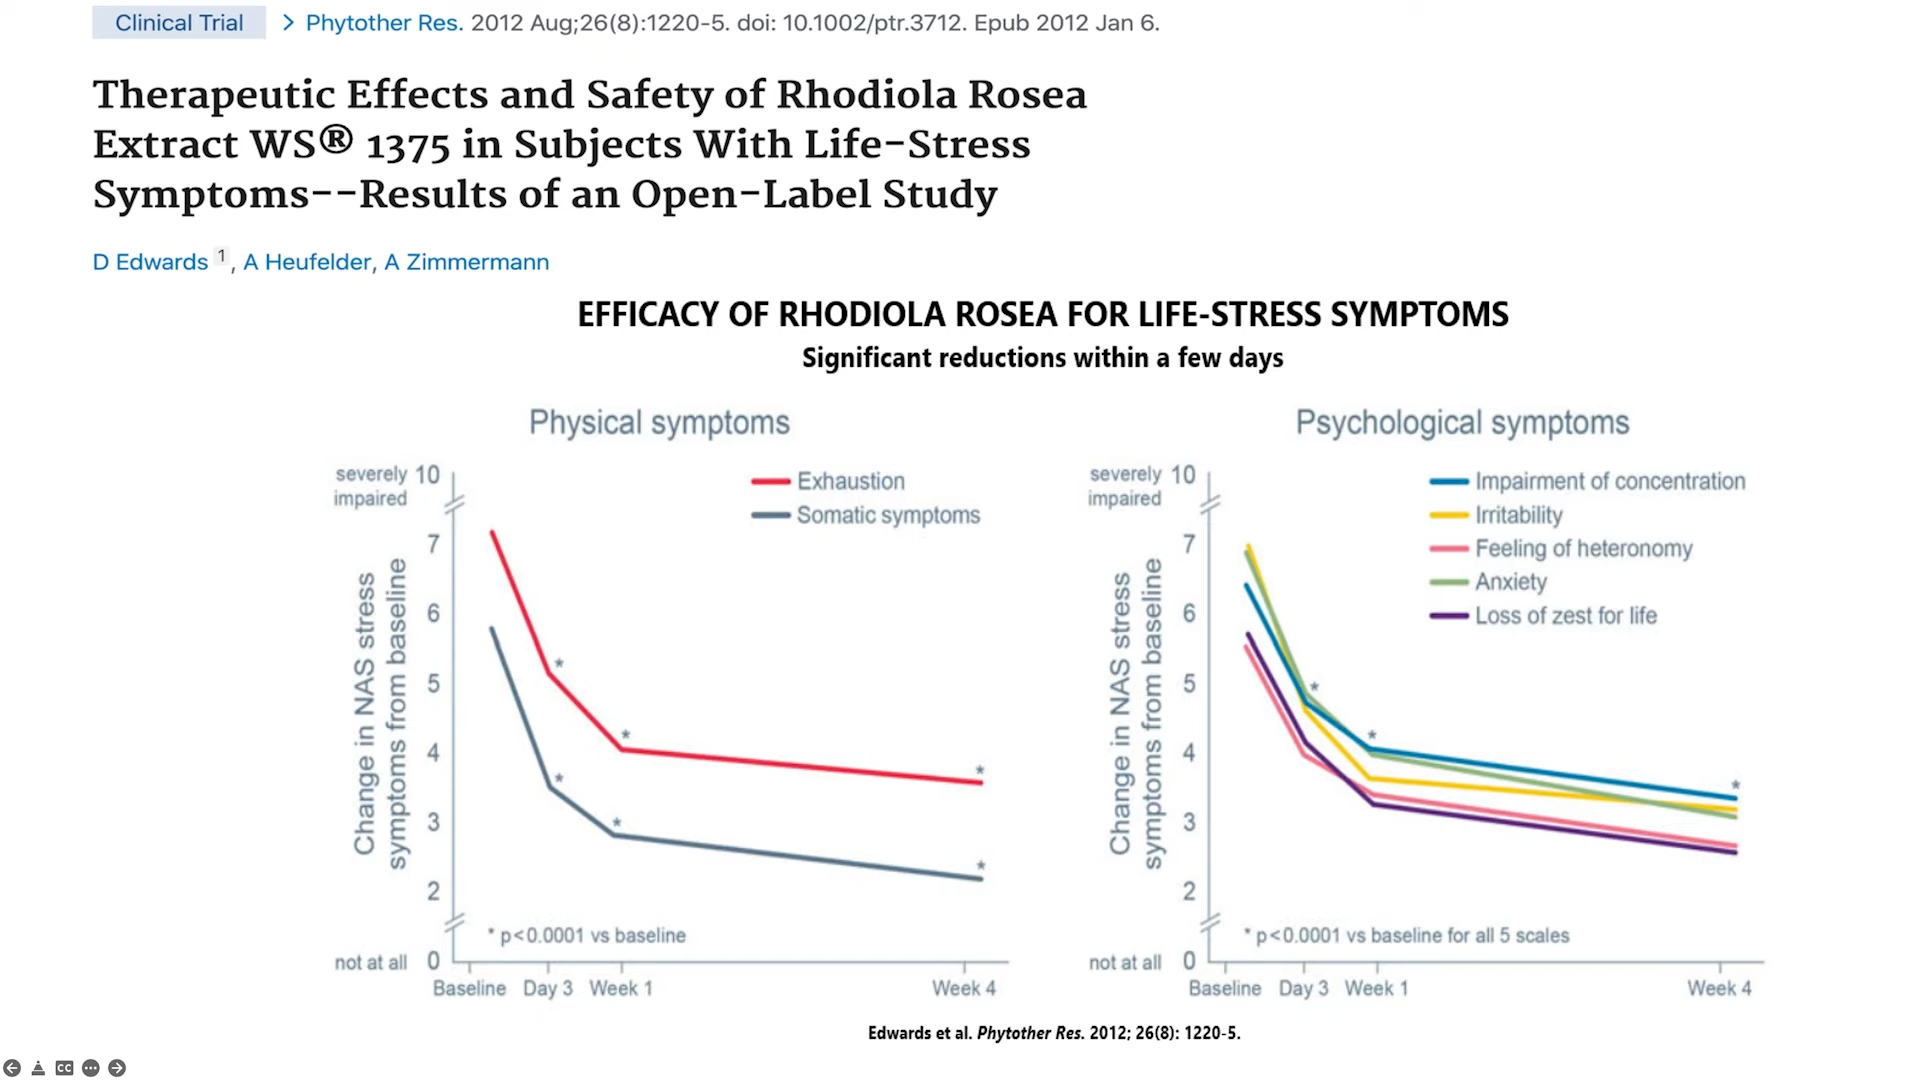 Clinical Trial > Phytother Res. 2012 Aug;26(8):1220-5. doi: 10.1002/ptr.3712. Epub 2012 Jan 6.
Therapeutic Effects and Safety of Rhodiola Rosea
Extract WS® 1375 in Subjects With Life-Stress
Symptoms--Results of an Open-Label Study
D Edwards 1, A Heufelder, A Zimmermann
EFFICACY OF RHODIOLA ROSEA FOR LIFE-STRESS SYMPTOMS
Significant reductions within a few days
Physical symptoms
severely 10
impaired
7
6
5
4
3
2
not at all 0
Change in NAS stress
symptoms from baseline
Exhaustion
Somatic symptoms
*
*
*
*
*
*
* p<0.0001 vs baseline
Baseline Day 3 Week 1 Week 4
Psychological symptoms
severely 10
impaired
7
6
5
4
3
2
not at all 0
Change in NAS stress
symptoms from baseline
Impairment of concentration
Irritability
Feeling of heteronomy
Anxiety
Loss of zest for life
*
*
*
* p<0.0001 vs baseline for all 5 scales
Baseline Day 3 Week 1 Week 4
Edwards et al. Phytother Res. 2012; 26(8): 1220-5.
CC